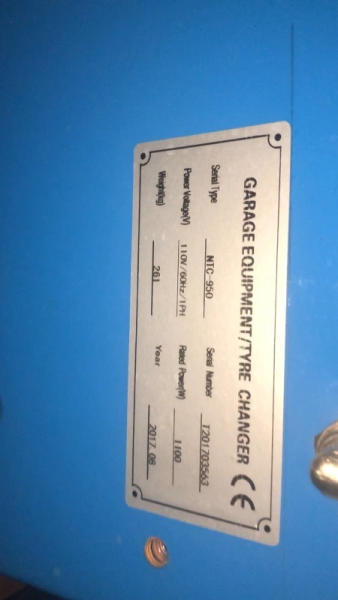 GARAGE EQUIPMENT/TYRE CHANGER CE
Serial Type NTC-950 Serial Number T201703563
Power Voltage(V) 110V/60Hz/1PH Rated Power(W) 1100
Weight(kg) 261 Year 2017.08